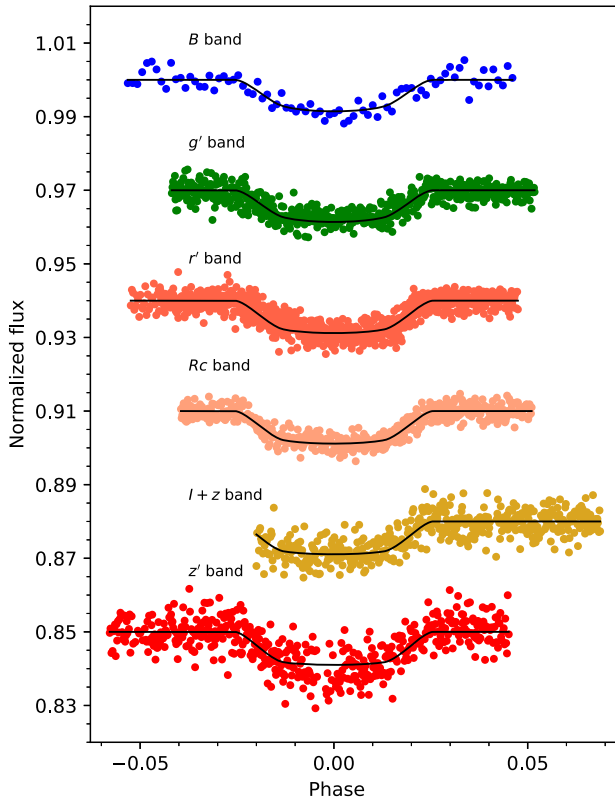 1.01
B band
0.99
g′ band
0.97
0.95
r′ band
0.93
Rc band
0.91
0.89
I + z band
0.87
z′ band
0.85
0.83
−0.05 0.00 0.05
Phase
Normalized flux